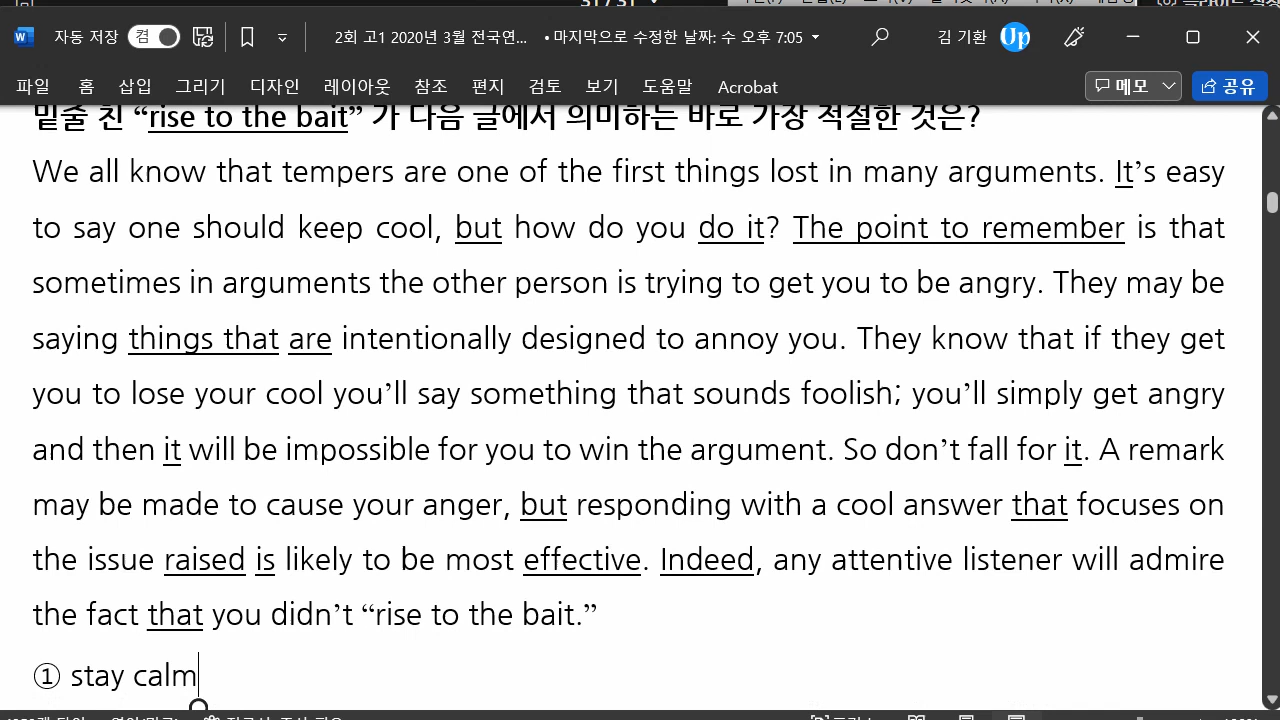 31 / 31
자동 저장 켬 2회 고1 2020년 3월 전국연... • 마지막으로 수정한 날짜: 수 오후 7:05 김 기환 Up
파일 홈 삽입 그리기 디자인 레이아웃 참조 편지 검토 보기 도움말 Acrobat 메모 공유
밑줄 친 “rise to the bait” 가 다음 글에서 의미하는 바로 가장 적절한 것은?
We all know that tempers are one of the first things lost in many arguments. It’s easy
to say one should keep cool, but how do you do it? The point to remember is that
sometimes in arguments the other person is trying to get you to be angry. They may be
saying things that are intentionally designed to annoy you. They know that if they get
you to lose your cool you’ll say something that sounds foolish; you’ll simply get angry
and then it will be impossible for you to win the argument. So don’t fall for it. A remark
may be made to cause your anger, but responding with a cool answer that focuses on
the issue raised is likely to be most effective. Indeed, any attentive listener will admire
the fact that you didn’t “rise to the bait.”
① stay calm